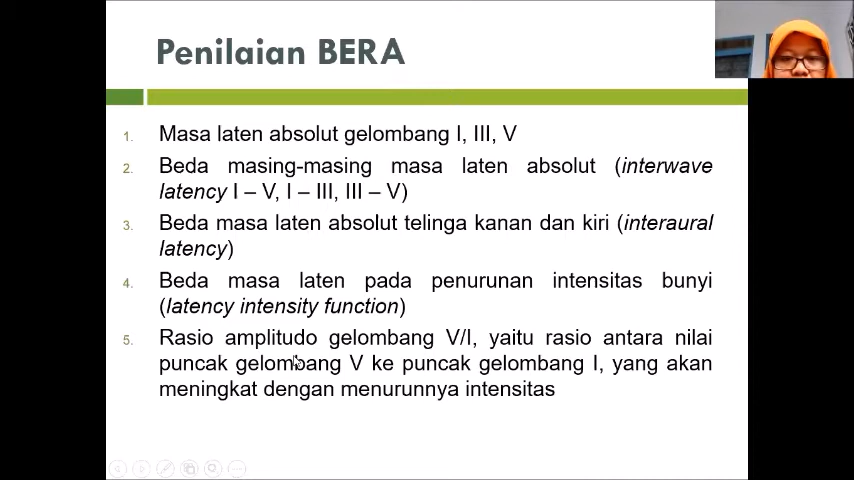 Penilaian BERA
1. Masa laten absolut gelombang I, III, V
2. Beda masing-masing masa laten absolut (interwave
latency I – V, I – III, III – V)
3. Beda masa laten absolut telinga kanan dan kiri (interaural
latency)
4. Beda masa laten pada penurunan intensitas bunyi
(latency intensity function)
5. Rasio amplitudo gelombang V/I, yaitu rasio antara nilai
puncak gelombang V ke puncak gelombang I, yang akan
meningkat dengan menurunnya intensitas